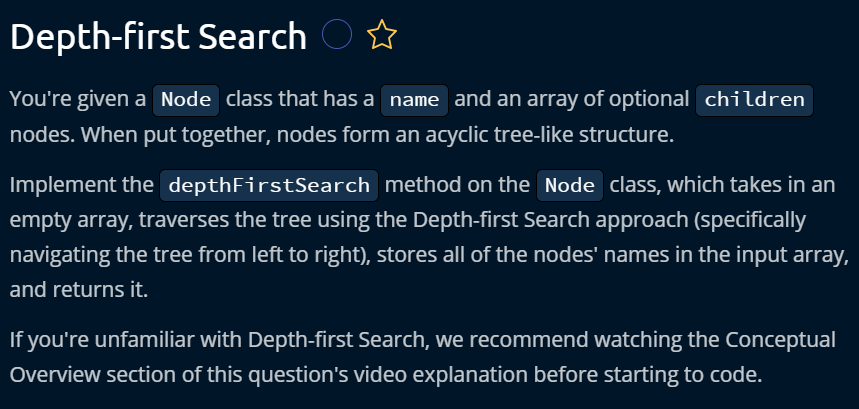 Depth-first Search
You're given a Node class that has a name and an array of optional children
nodes. When put together, nodes form an acyclic tree-like structure.
Implement the depthFirstSearch method on the Node class, which takes in an
empty array, traverses the tree using the Depth-first Search approach (specifically
navigating the tree from left to right), stores all of the nodes' names in the input array,
and returns it.
If you're unfamiliar with Depth-first Search, we recommend watching the Conceptual
Overview section of this question's video explanation before starting to code.